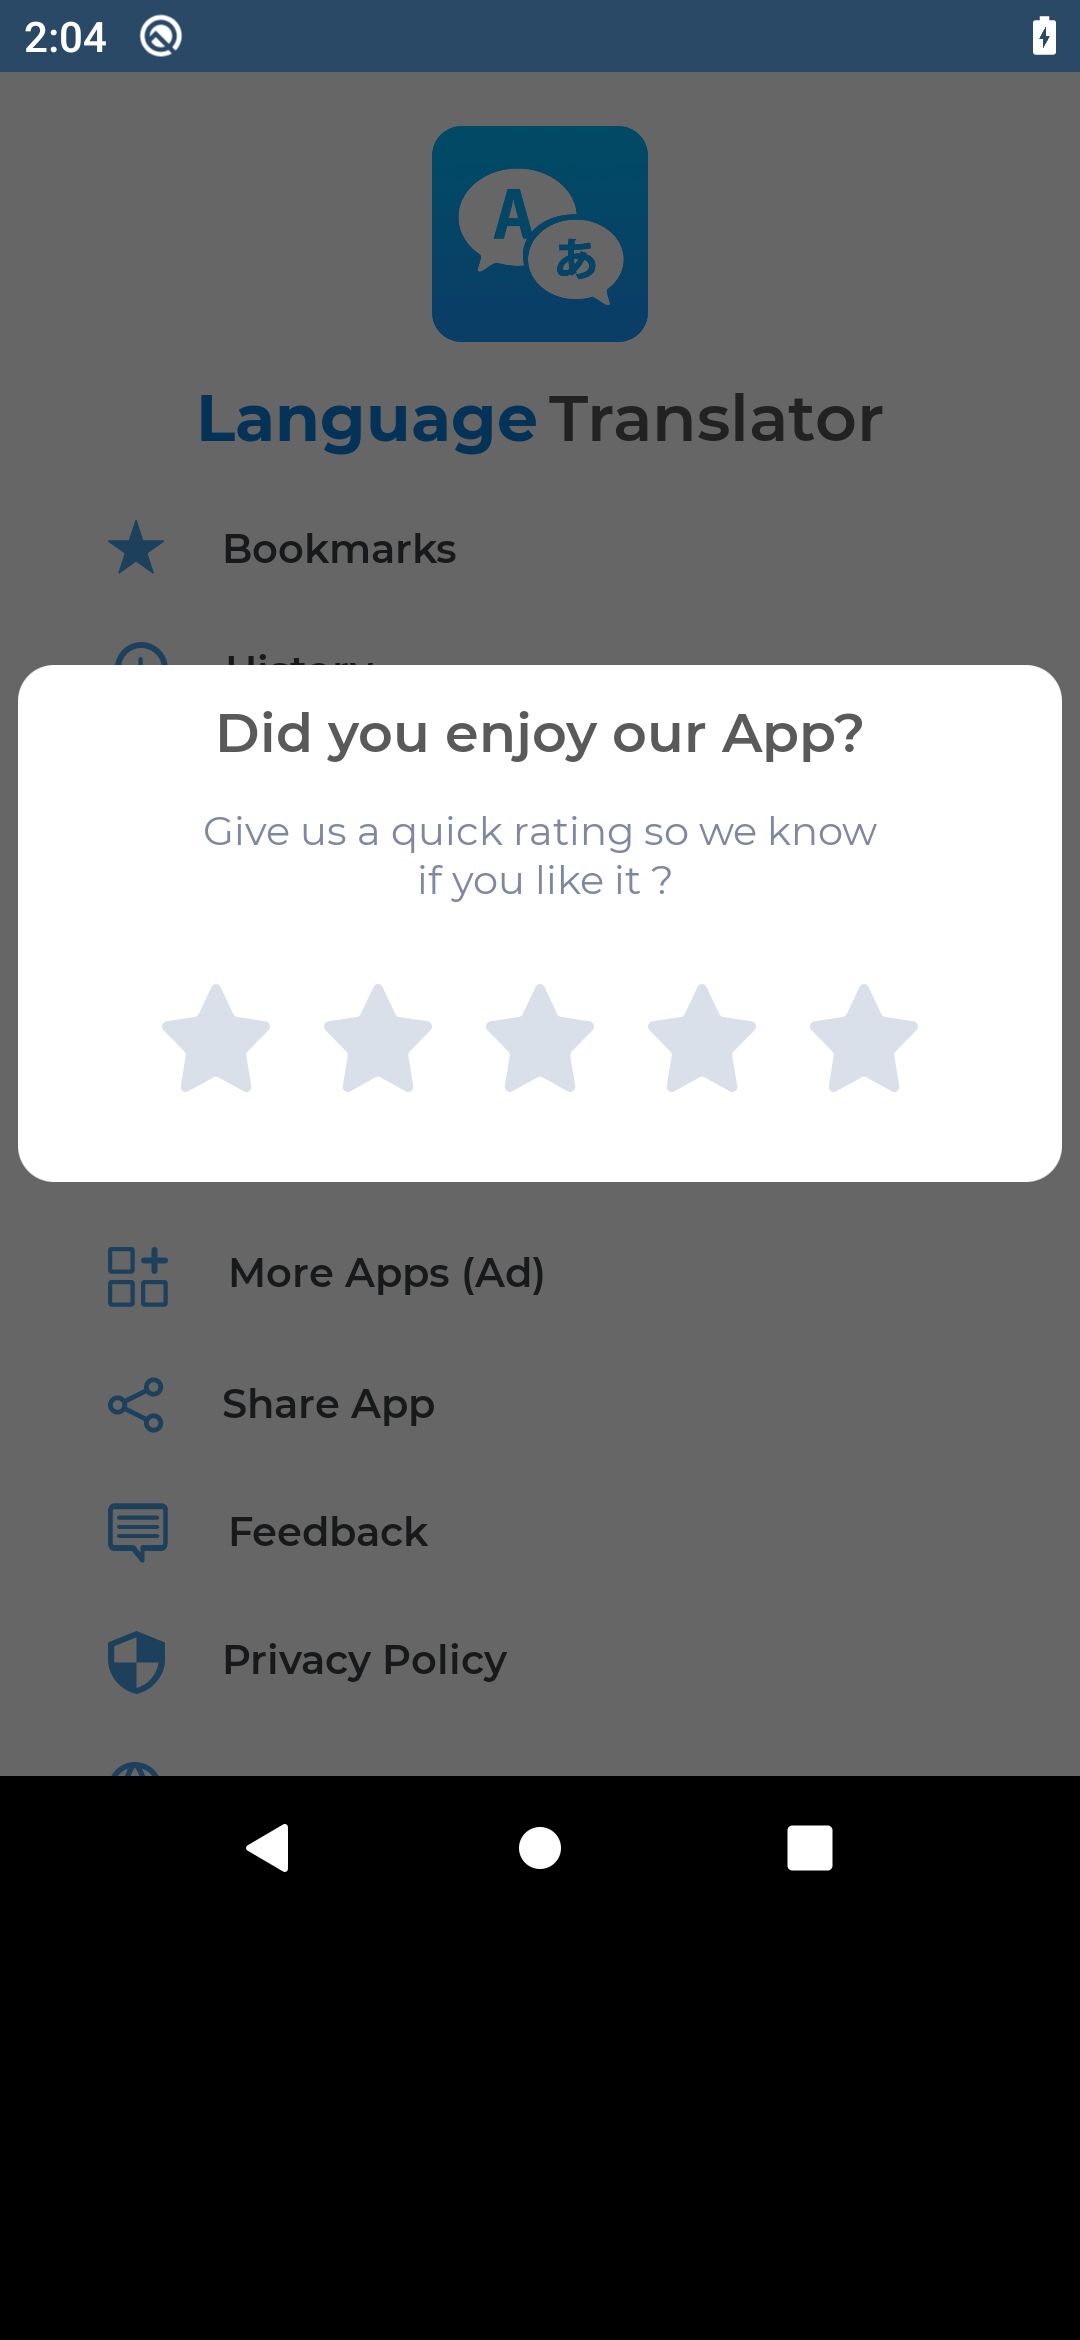 2:04
A
あ
Language Translator
Bookmarks
History
Did you enjoy our App?
Give us a quick rating so we know
if you like it ?
More Apps (Ad)
Share App
Feedback
Privacy Policy